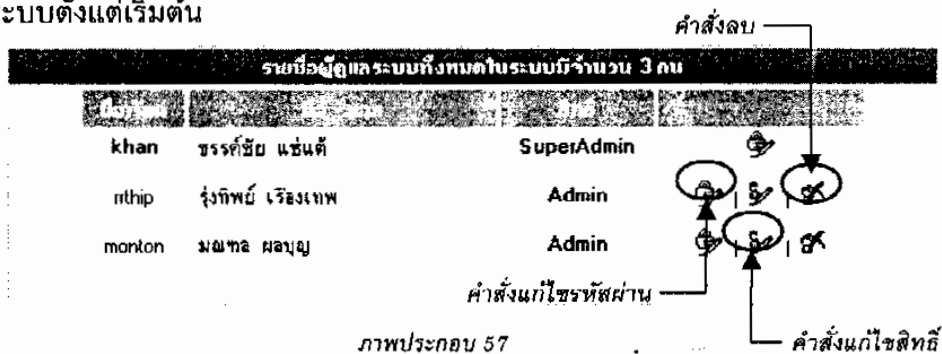 ระบบตั้งแต่เริ่มต้น
คำสั่งลบ
รายชื่อผู้ดูแลระบบทั้งหมดในระบบมีจำนวน 3 คน
khan ขรรค์ชัย แซ่แต้ SuperAdmin
rrthip รุ่งทิพย์ เรืองเทพ Admin
monton มณฑล ผลบุญ Admin
คำสั่งแก้ไขรหัสผ่าน
คำสั่งแก้ไขสิทธิ์
ภาพประกอบ 57